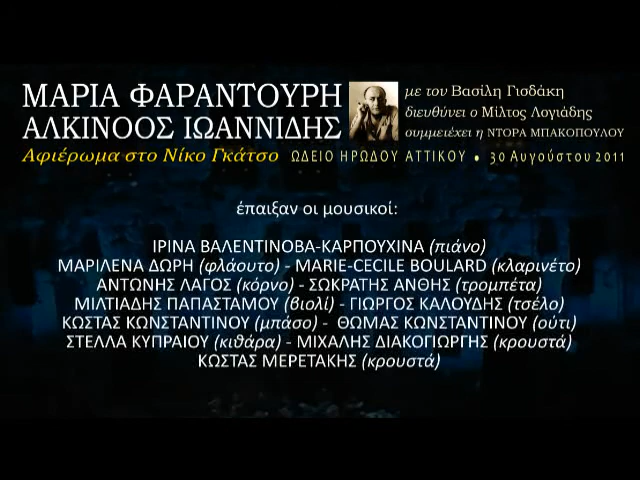 ΜΑΡΙΑ ΦΑΡΑΝΤΟΥΡΗ
ΑΛΚΙΝΟΟΣ ΙΩΑΝΝΙΔΗΣ
με τον Βασίλη Γισδάκη
διευθύνει ο Μίλτος Λογιάδης
συμμετέχει η ΝΤΟΡΑ ΜΠΑΚΟΠΟΥΛΟΥ
Αφιέρωμα στο Νίκο Γκάτσο ΩΔΕΙΟ ΗΡΩΔΟΥ ΑΤΤΙΚΟΥ • 30 Αυγούστου 2011
έπαιξαν οι μουσικοί:
ΙΡΙΝΑ ΒΑΛΕΝΤΙΝΟΒΑ-ΚΑΡΠΟΥΧΙΝΑ (πιάνο)
ΜΑΡΙΛΕΝΑ ΔΩΡΗ (φλάουτο) - MARIE-CECILE BOULARD (κλαρινέτο)
ΑΝΤΩΝΗΣ ΛΑΓΟΣ (κόρνο) - ΣΩΚΡΑΤΗΣ ΑΝΘΗΣ (τρομπέτα)
ΜΙΛΤΙΑΔΗΣ ΠΑΠΑΣΤΑΜΟΥ (βιολί) - ΓΙΩΡΓΟΣ ΚΑΛΟΥΔΗΣ (τσέλο)
ΚΩΣΤΑΣ ΚΩΝΣΤΑΝΤΙΝΟΥ (μπάσο) - ΘΩΜΑΣ ΚΩΝΣΤΑΝΤΙΝΟΥ (ούτι)
ΣΤΕΛΛΑ ΚΥΠΡΑΙΟΥ (κιθάρα) - ΜΙΧΑΛΗΣ ΔΙΑΚΟΓΙΩΡΓΗΣ (κρουστά)
ΚΩΣΤΑΣ ΜΕΡΕΤΑΚΗΣ (κρουστά)